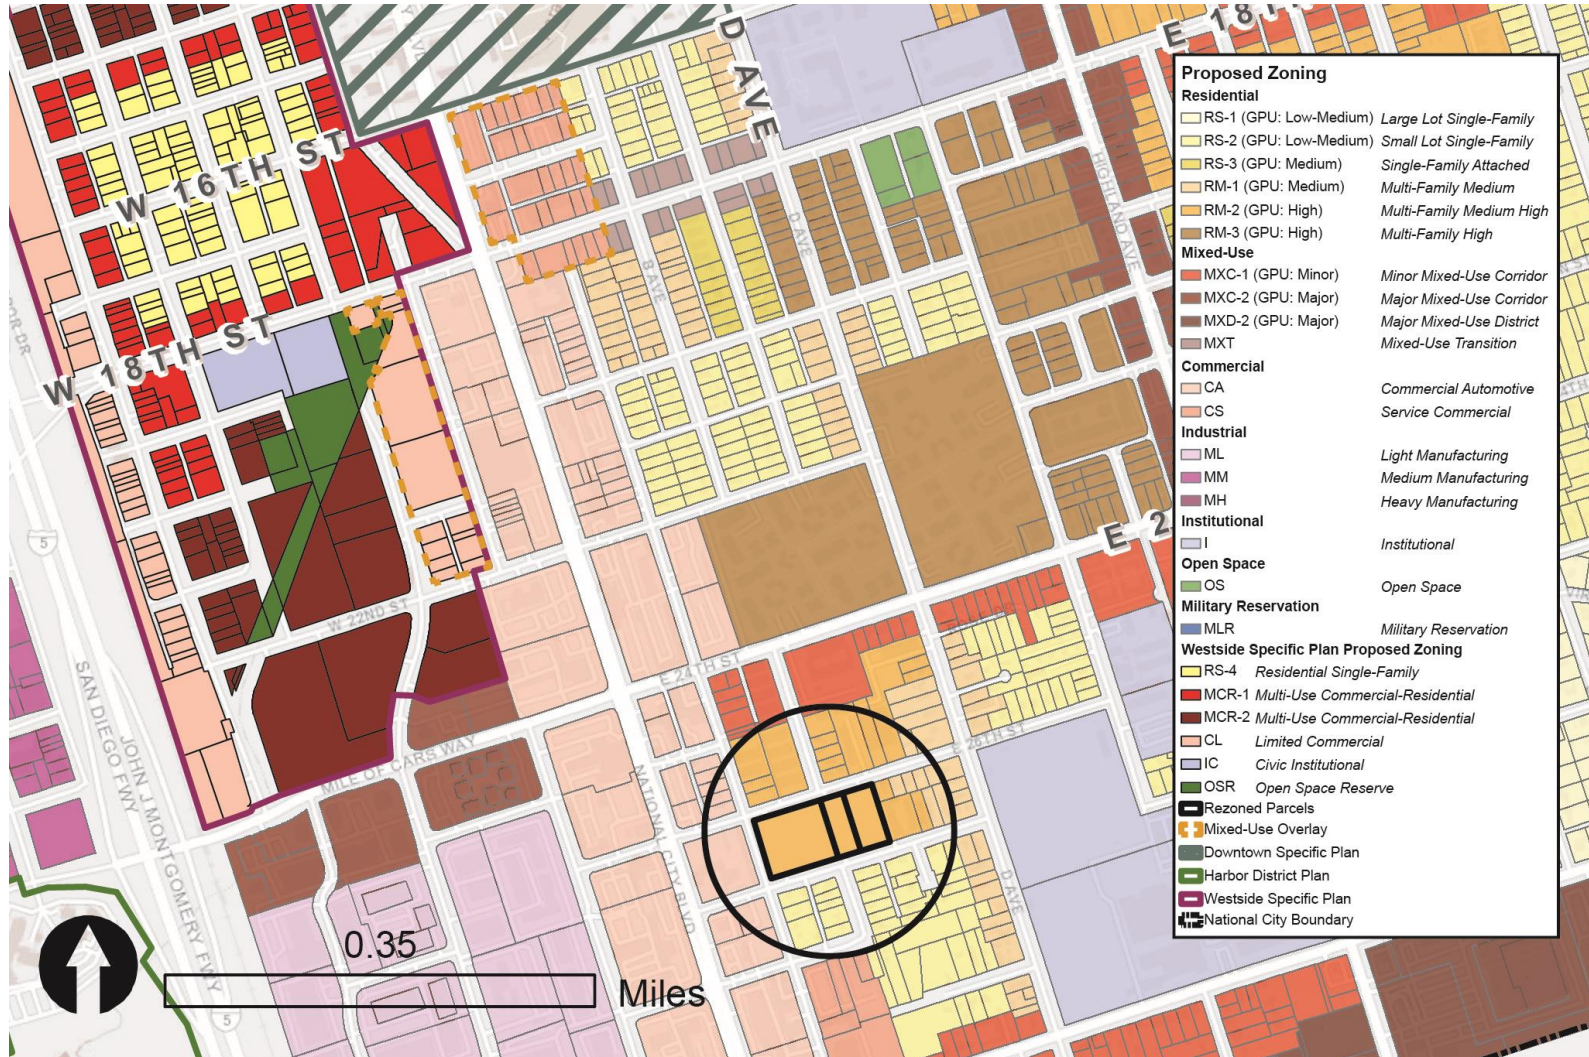 D AVE
E 18TH
W 16TH ST
W 18TH ST
B AVE
D AVE
HIGHLAND AVE
E 2
W 22ND ST
E 24TH ST
E 26TH ST
MILE OF CARS WAY
NATIONAL CITY BLVD
D AVE
SAN DIEGO FWY
JOHN J MONTGOMERY FWY
5
5
0.35
Miles
Proposed Zoning
Residential
RS-1 (GPU: Low-Medium) Large Lot Single-Family
RS-2 (GPU: Low-Medium) Small Lot Single-Family
RS-3 (GPU: Medium) Single-Family Attached
RM-1 (GPU: Medium) Multi-Family Medium
RM-2 (GPU: High) Multi-Family Medium High
RM-3 (GPU: High) Multi-Family High
Mixed-Use
MXC-1 (GPU: Minor) Minor Mixed-Use Corridor
MXC-2 (GPU: Major) Major Mixed-Use Corridor
MXD-2 (GPU: Major) Major Mixed-Use District
MXT Mixed-Use Transition
Commercial
CA Commercial Automotive
CS Service Commercial
Industrial
ML Light Manufacturing
MM Medium Manufacturing
MH Heavy Manufacturing
Institutional
I Institutional
Open Space
OS Open Space
Military Reservation
MLR Military Reservation
Westside Specific Plan Proposed Zoning
RS-4 Residential Single-Family
MCR-1 Multi-Use Commercial-Residential
MCR-2 Multi-Use Commercial-Residential
CL Limited Commercial
IC Civic Institutional
OSR Open Space Reserve
Rezoned Parcels
Mixed-Use Overlay
Downtown Specific Plan
Harbor District Plan
Westside Specific Plan
National City Boundary